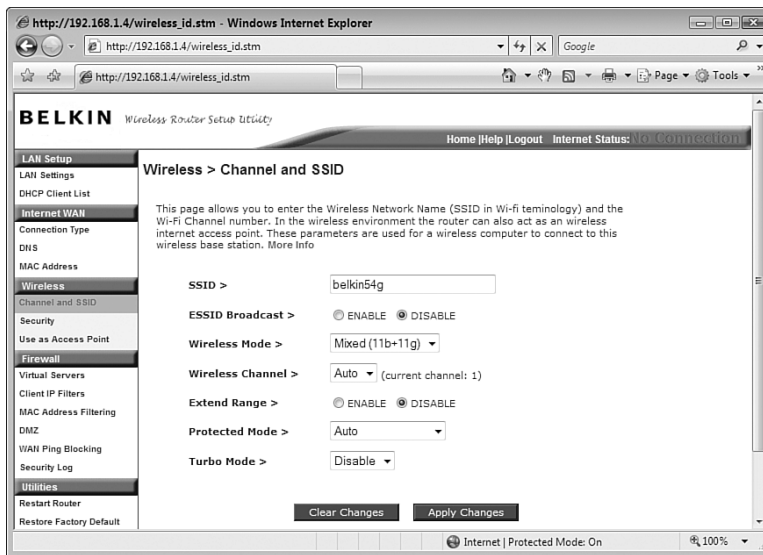 http://192.168.1.4/wireless_id.stm - Windows Internet Explorer
http://192.168.1.4/wireless_id.stm
Google
http://192.168.1.4/wireless_id.stm
Page
Tools
BELKIN Wireless Router Setup Utility
Home |Help |Logout Internet Status: No Connection
LAN Setup
LAN Settings
DHCP Client List
Internet WAN
Connection Type
DNS
MAC Address
Wireless
Channel and SSID
Security
Use as Access Point
Firewall
Virtual Servers
Client IP Filters
MAC Address Filtering
DMZ
WAN Ping Blocking
Security Log
Utilities
Restart Router
Restore Factory Default
Wireless > Channel and SSID
This page allows you to enter the Wireless Network Name (SSID in Wi-fi teminology) and the
Wi-Fi Channel number. In the wireless environment the router can also act as an wireless
internet access point. These parameters are used for a wireless computer to connect to this
wireless base station. More Info
SSID > belkin54g
ESSID Broadcast > ENABLE DISABLE
Wireless Mode > Mixed (11b+11g)
Wireless Channel > Auto (current channel: 1)
Extend Range > ENABLE DISABLE
Protected Mode > Auto
Turbo Mode > Disable
Clear Changes Apply Changes
Internet | Protected Mode: On
100%